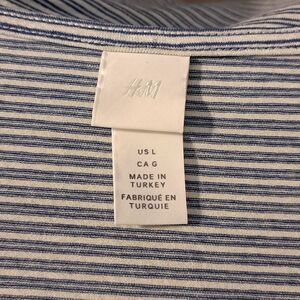 H&M
US L
CA G
MADE IN
TURKEY
FABRIQUÉ EN
TURQUIE